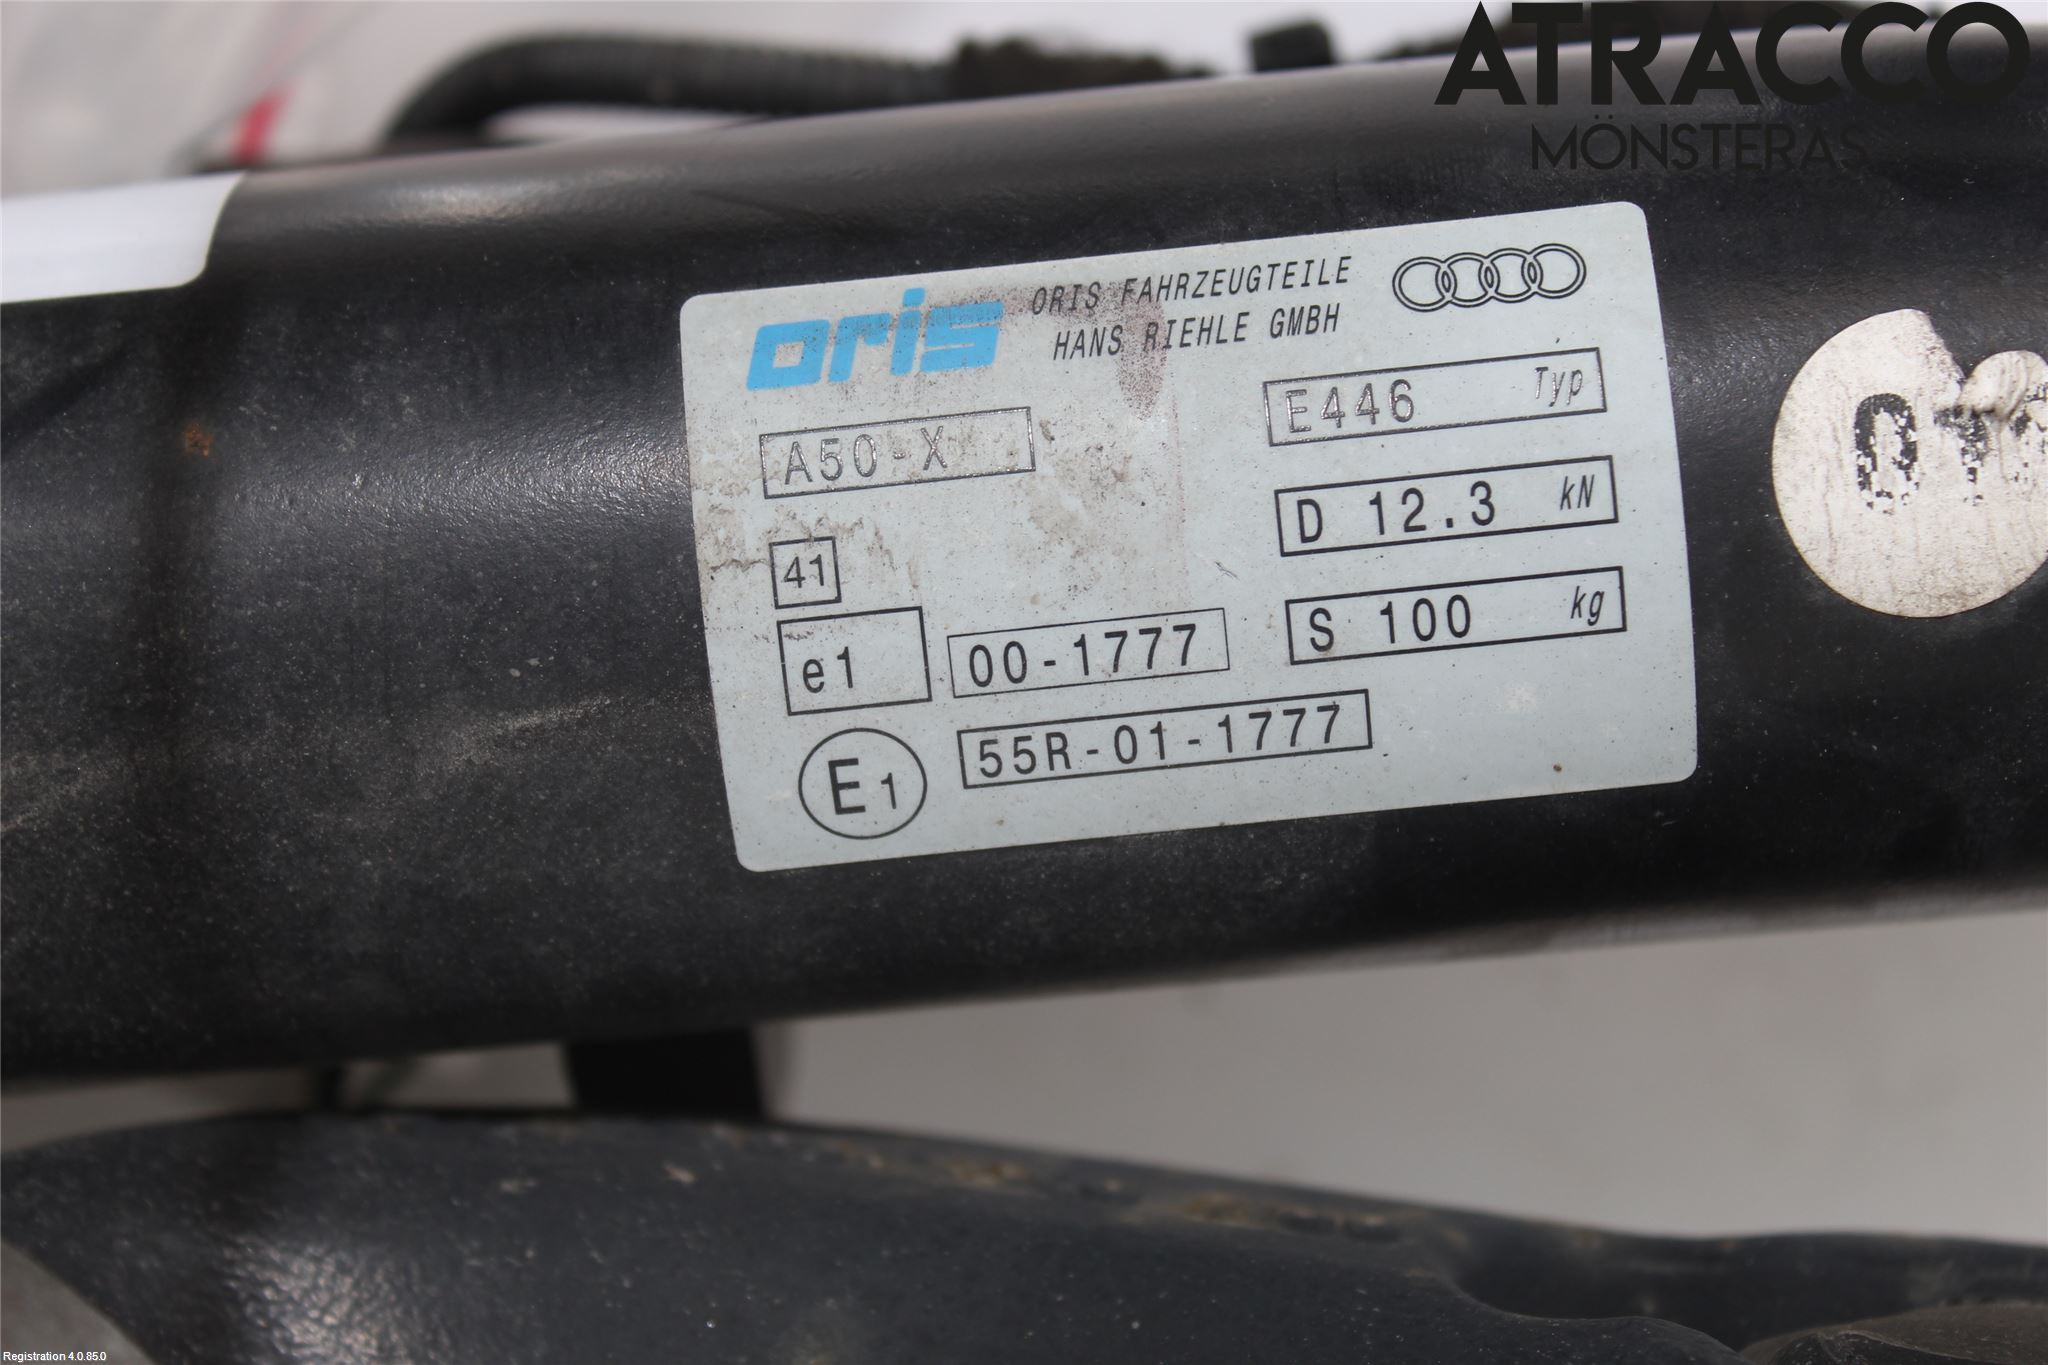 ATRACCO
MÖNSTERÅS
oris ORIS FAHRZEUGTEILE
HANS RIEHLE GMBH
A50-X
E446 Typ
D 12.3 kN
41
S 100 kg
e1 00-1777
E1 55R-01-1777
Registration 4.0.85.0